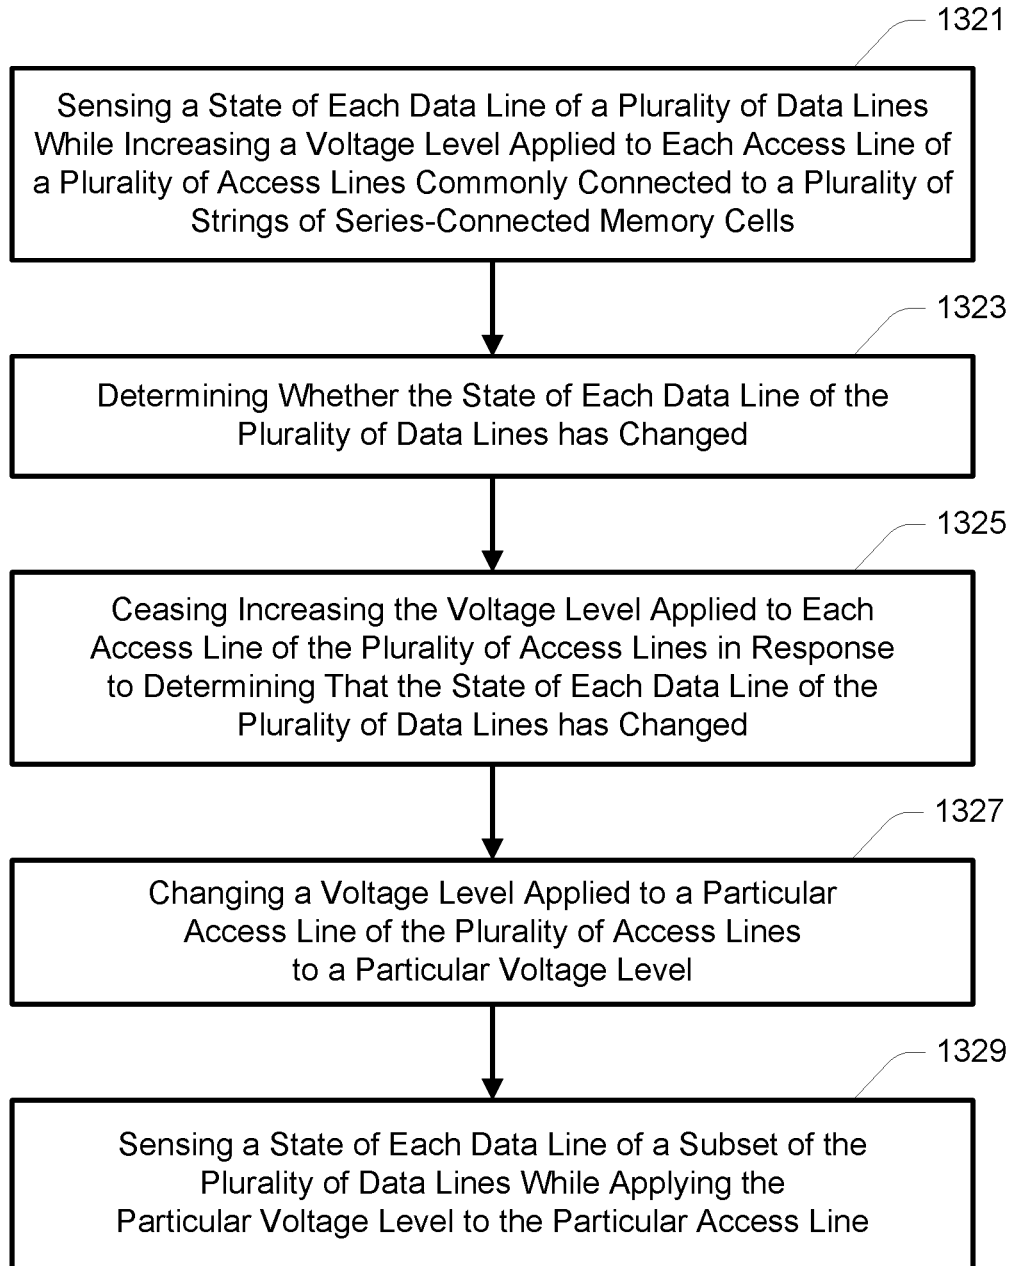 1321
Sensing a State of Each Data Line of a Plurality of Data Lines
While Increasing a Voltage Level Applied to Each Access Line of
a Plurality of Access Lines Commonly Connected to a Plurality of
Strings of Series-Connected Memory Cells
1323
Determining Whether the State of Each Data Line of the
Plurality of Data Lines has Changed
1325
Ceasing Increasing the Voltage Level Applied to Each
Access Line of the Plurality of Access Lines in Response
to Determining That the State of Each Data Line of the
Plurality of Data Lines has Changed
1327
Changing a Voltage Level Applied to a Particular
Access Line of the Plurality of Access Lines
to a Particular Voltage Level
1329
Sensing a State of Each Data Line of a Subset of the
Plurality of Data Lines While Applying the
Particular Voltage Level to the Particular Access Line